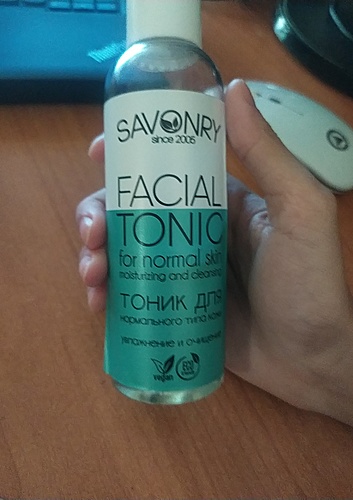 SAVONRY
since 2005
FACIAL
TONIC
for normal skin
moisturizing and cleansing
ТОНИК ДЛЯ
нормального типа кожи
увлажнение и очищение
vegan